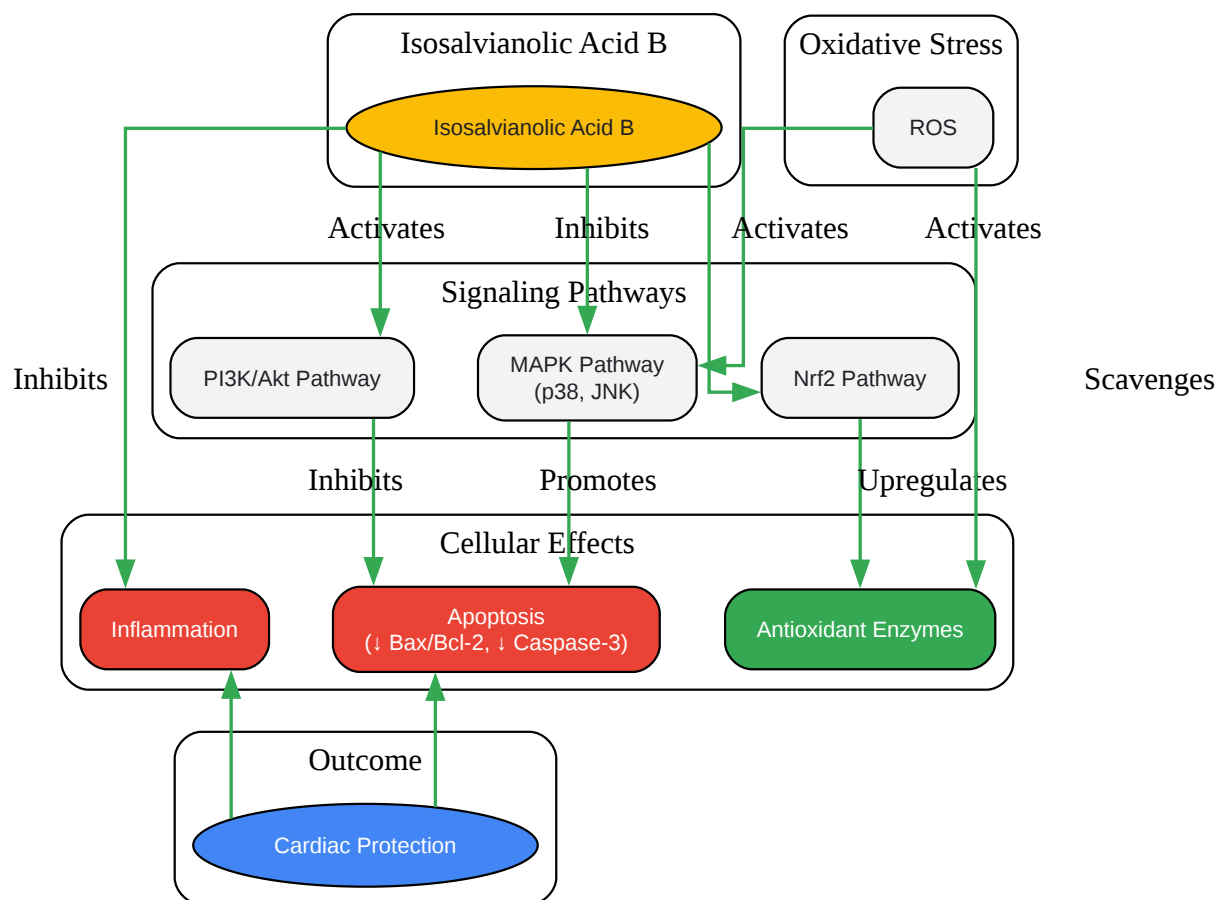 Isosalvianolic Acid B
Oxidative Stress
Isosalvianolic Acid B
ROS
Activates
Inhibits
Activates
Activates
Signaling Pathways
PI3K/Akt Pathway
MAPK Pathway
(p38, JNK)
Nrf2 Pathway
Inhibits
Scavenges
Inhibits
Promotes
Upregulates
Cellular Effects
Inflammation
Apoptosis
(↓ Bax/Bcl-2, ↓ Caspase-3)
Antioxidant Enzymes
Outcome
Cardiac Protection